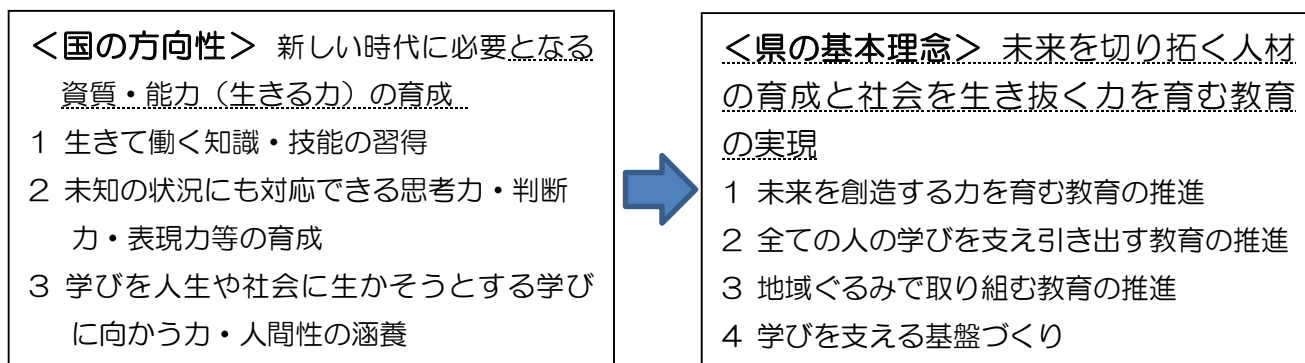 ＜国の方向性＞ 新しい時代に必要となる
資質・能力（生きる力）の育成
１ 生きて働く知識・技能の習得
２ 未知の状況にも対応できる思考力・判断
力・表現力等の育成
３ 学びを人生や社会に生かそうとする学び
に向かう力・人間性の涵養
＜県の基本理念＞ 未来を切り拓く人材
の育成と社会を生き抜く力を育む教育
の実現
１ 未来を創造する力を育む教育の推進
２ 全ての人の学びを支え引き出す教育の推進
３ 地域ぐるみで取り組む教育の推進
４ 学びを支える基盤づくり